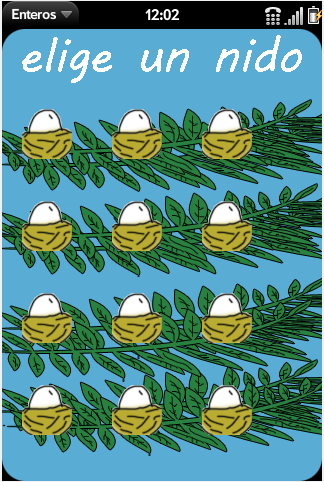 Enteros
12:02
elige un nido